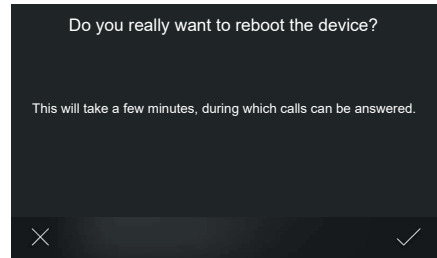 Do you really want to reboot the device?
This will take a few minutes, during which calls can be answered.